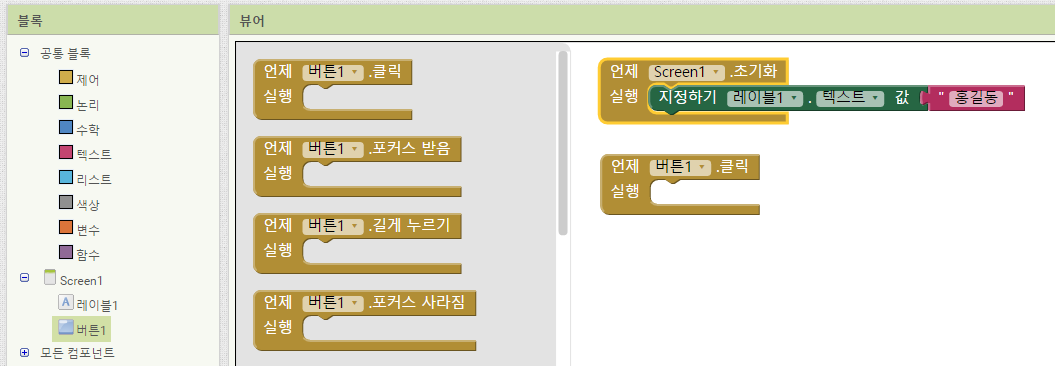 블록
공통 블록
제어
논리
수학
텍스트
리스트
색상
변수
함수
Screen1
A 레이블1
버튼1
모든 컴포넌트
뷰어
언제 버튼1 .클릭
실행
언제 버튼1 .포커스 받음
실행
언제 버튼1 .길게 누르기
실행
언제 버튼1 .포커스 사라짐
실행
언제 Screen1 .초기화
실행 지정하기 레이블1 . 텍스트 값 " 홍길동 "
언제 버튼1 .클릭
실행